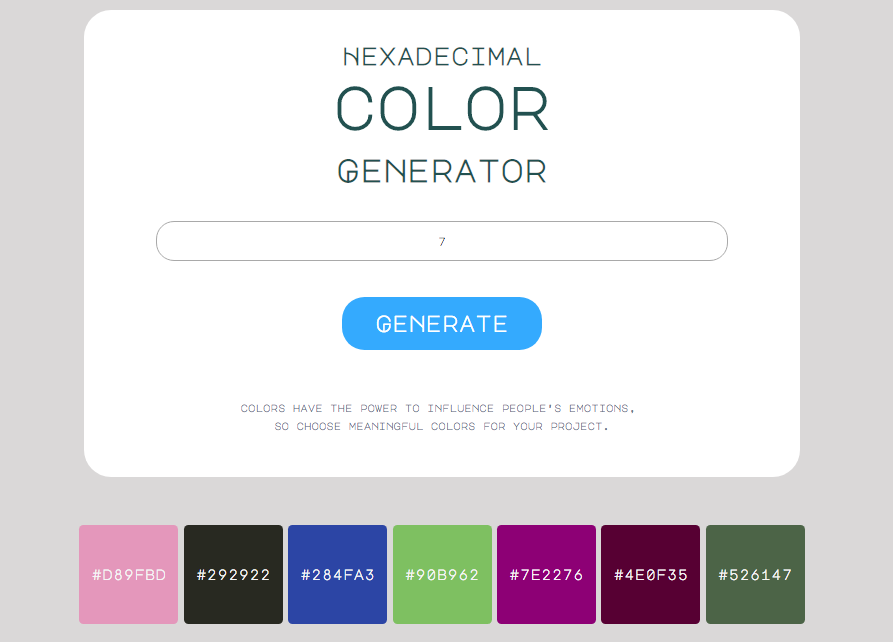 HEXADECIMAL
COLOR
GENERATOR
7
GENERATE
COLORS HAVE THE POWER TO INFLUENCE PEOPLE'S EMOTIONS,
SO CHOOSE MEANINGFUL COLORS FOR YOUR PROJECT.
#D89FBD #292922 #284FA3 #90B962 #7E2276 #4E0F35 #526147